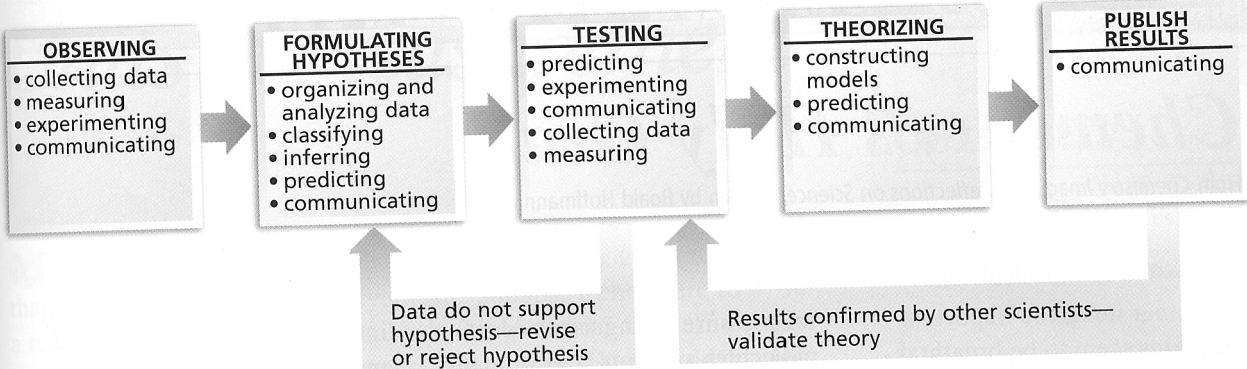 OBSERVING
• collecting data
• measuring
• experimenting
• communicating
FORMULATING
HYPOTHESES
• organizing and
analyzing data
• classifying
• inferring
• predicting
• communicating
TESTING
• predicting
• experimenting
• communicating
• collecting data
• measuring
THEORIZING
• constructing
models
• predicting
• communicating
PUBLISH
RESULTS
• communicating
Data do not support
hypothesis—revise
or reject hypothesis
Results confirmed by other scientists—
validate theory